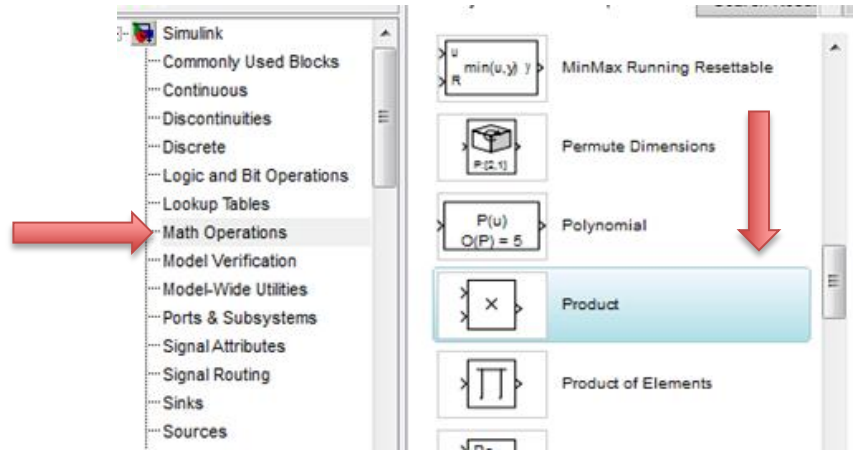 Simulink
Commonly Used Blocks
Continuous
Discontinuities
Discrete
Logic and Bit Operations
Lookup Tables
Math Operations
Model Verification
Model-Wide Utilities
Ports & Subsystems
Signal Attributes
Signal Routing
Sinks
Sources
u
R
min(u,y) y
MinMax Running Resettable
P:[2,1]
Permute Dimensions
P(u)
O(P) = 5
Polynomial
×
Product
∏
Product of Elements